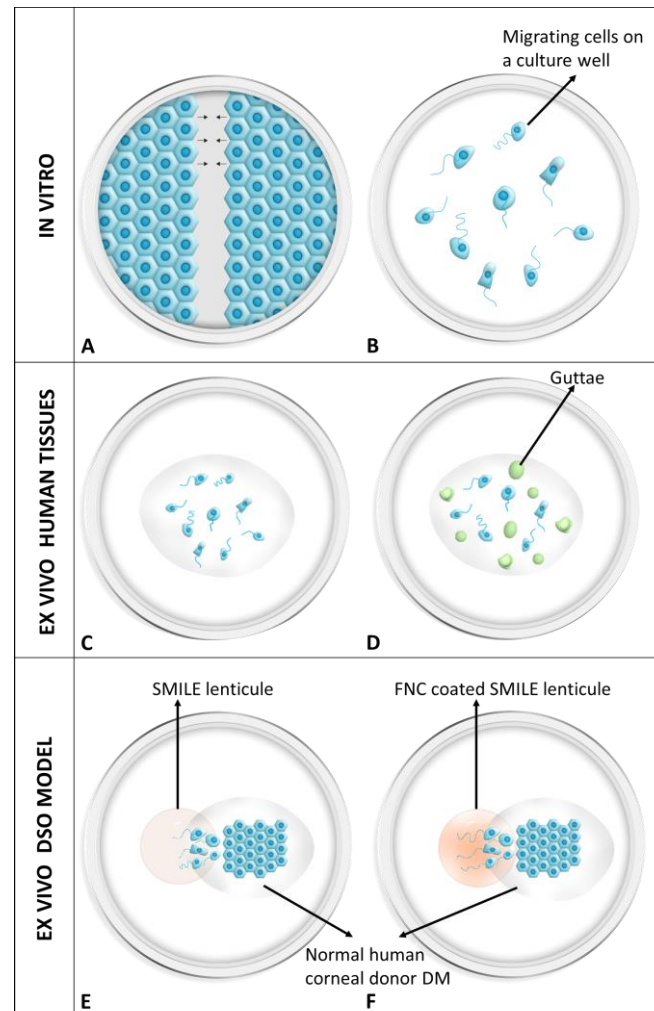 IN VITRO
Migrating cells on
a culture well
A
B
EX VIVO HUMAN TISSUES
Guttae
C
D
EX VIVO DSO MODEL
SMILE lenticule
FNC coated SMILE lenticule
Normal human
corneal donor DM
E
F